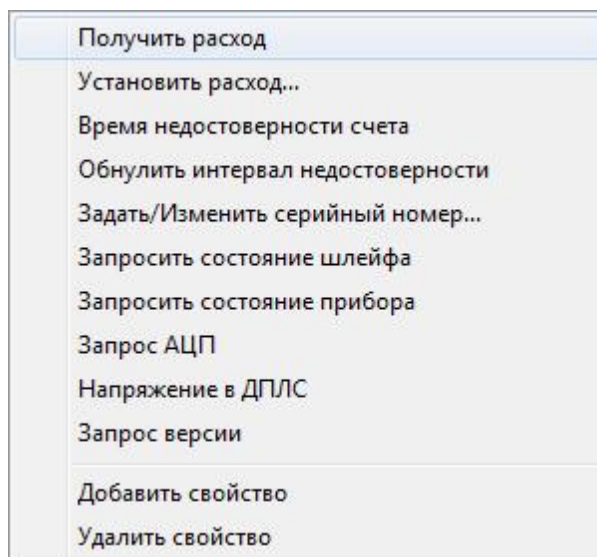 Получить расход
Установить расход...
Время недостоверности счета
Обнулить интервал недостоверности
Задать/Изменить серийный номер...
Запросить состояние шлейфа
Запросить состояние прибора
Запрос АЦП
Напряжение в ДПЛС
Запрос версии
Добавить свойство
Удалить свойство